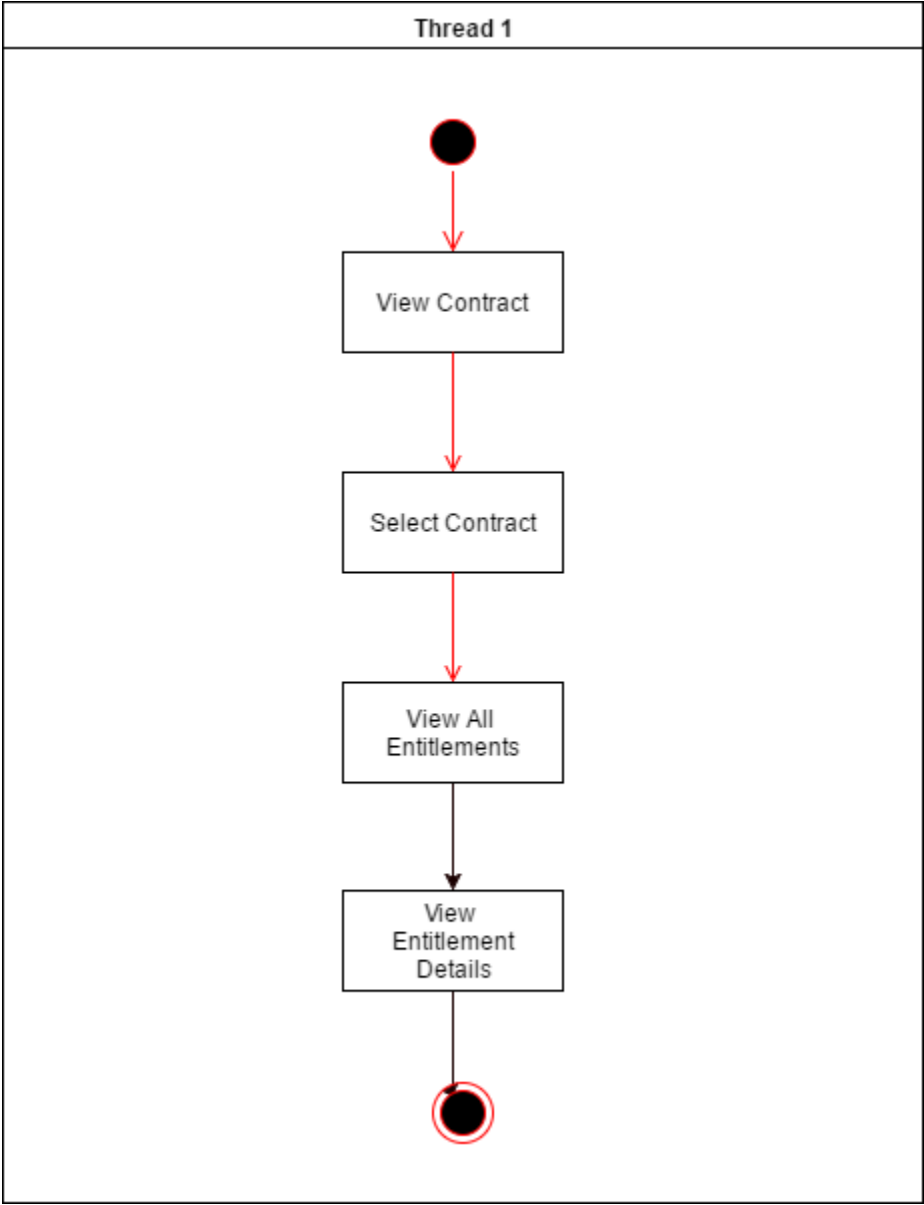 Thread 1
View Contract
Select Contract
View All
Entitlements
View
Entitlement
Details